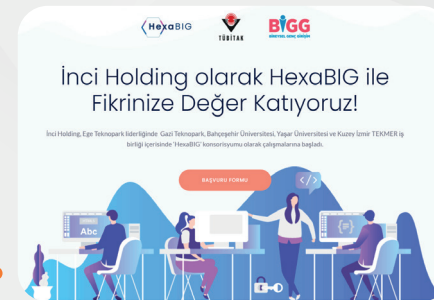 HexaBIG
TÜBİTAK
BiGG
BİREYSEL GENÇ GİRİŞİM
İnci Holding olarak HexaBIG ile
Fikrinize Değer Katıyoruz!
İnci Holding, Ege Teknopark liderliğinde Gazi Teknopark, Bahçeşehir Üniversitesi, Yaşar Üniversitesi ve Kuzey İzmir TEKMER iş
birliği içerisinde 'HexaBIG' konsorsiyumu olarak çalışmalarına başladı.
BAŞVURU FORMU
</>
Abc
{≡}